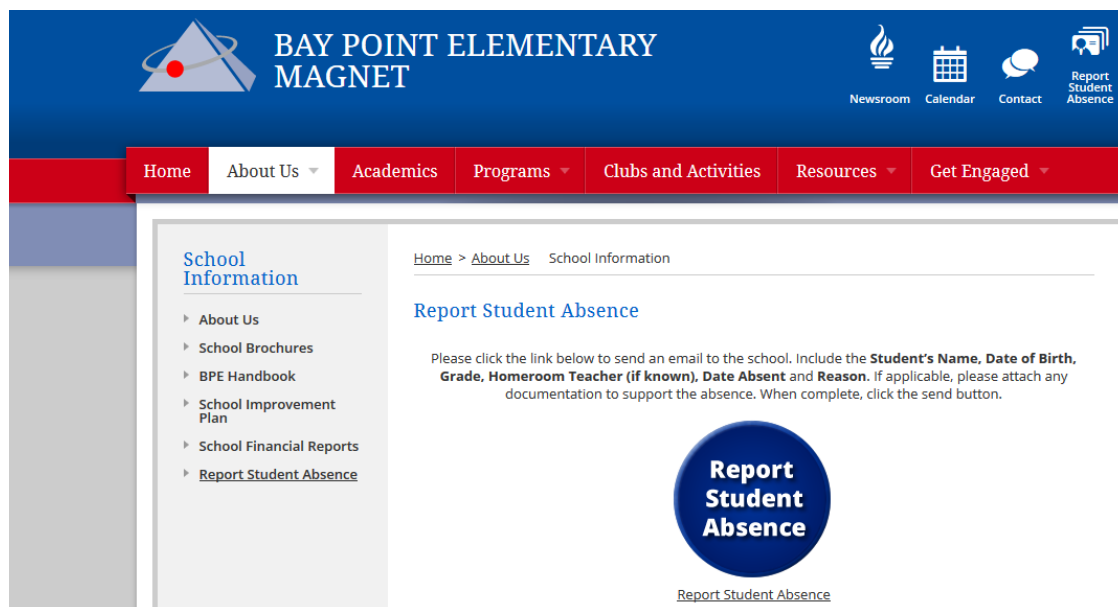 BAY POINT ELEMENTARY
MAGNET
Newsroom
Calendar
Contact
Report
Student
Absence
Home
About Us
Academics
Programs
Clubs and Activities
Resources
Get Engaged
School
Information
About Us
School Brochures
BPE Handbook
School Improvement
Plan
School Financial Reports
Report Student Absence
Home > About Us School Information
Report Student Absence
Please click the link below to send an email to the school. Include the Student's Name, Date of Birth,
Grade, Homeroom Teacher (if known), Date Absent and Reason. If applicable, please attach any
documentation to support the absence. When complete, click the send button.
Report
Student
Absence
Report Student Absence